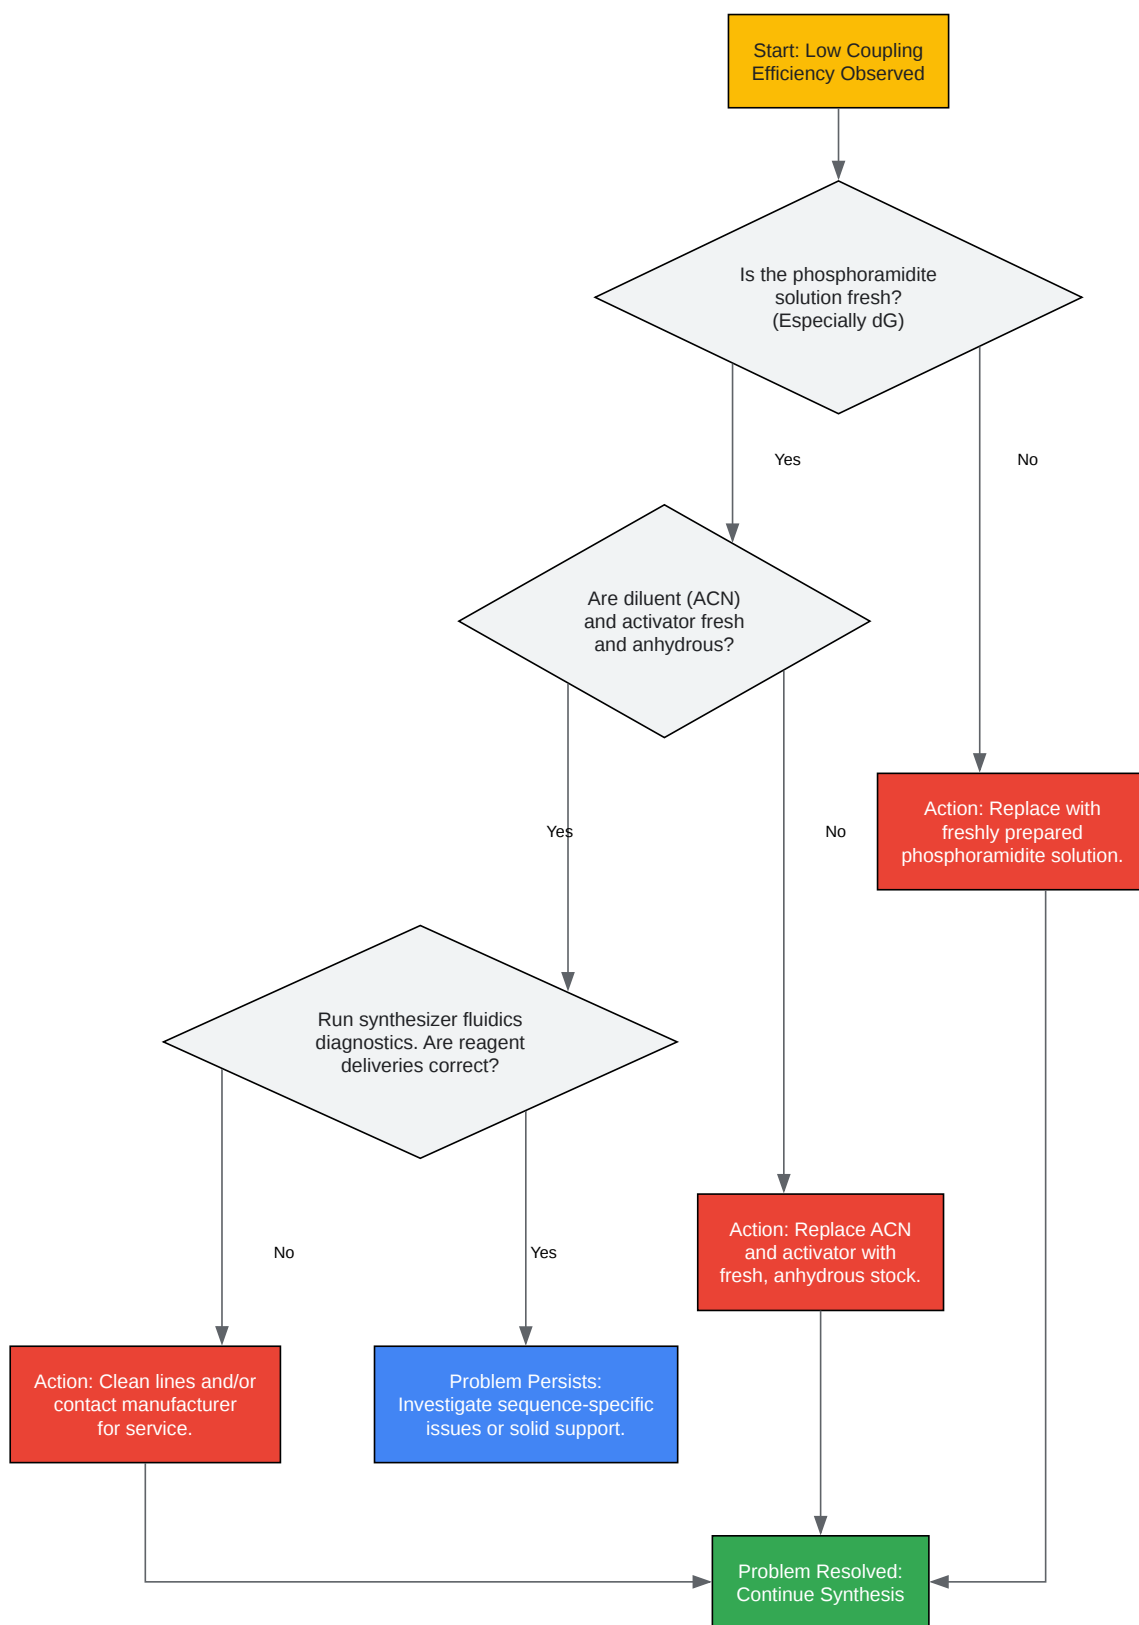 Start: Low Coupling
Efficiency Observed
Is the phosphoramidite
solution fresh?
(Especially dG)
Yes
No
Are diluent (ACN)
and activator fresh
and anhydrous?
Yes
No
Action: Replace with
freshly prepared
phosphoramidite solution.
Run synthesizer fluidics
diagnostics. Are reagent
deliveries correct?
No
Yes
Action: Replace ACN
and activator with
fresh, anhydrous stock.
Action: Clean lines and/or
contact manufacturer
for service.
Problem Persists:
Investigate sequence-specific
issues or solid support.
Problem Resolved:
Continue Synthesis